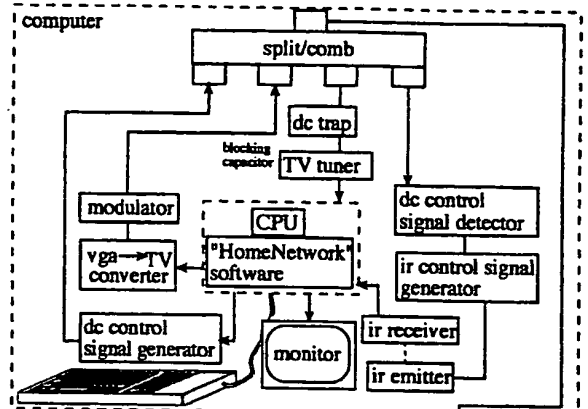 computer
split/comb
dc trap
blocking
capacitor
TV tuner
modulator
CPU
dc control
signal detector
vga→TV
converter
"HomeNetwork"
software
ir control signal
generator
dc control
signal generator
monitor
ir receiver
ir emitter